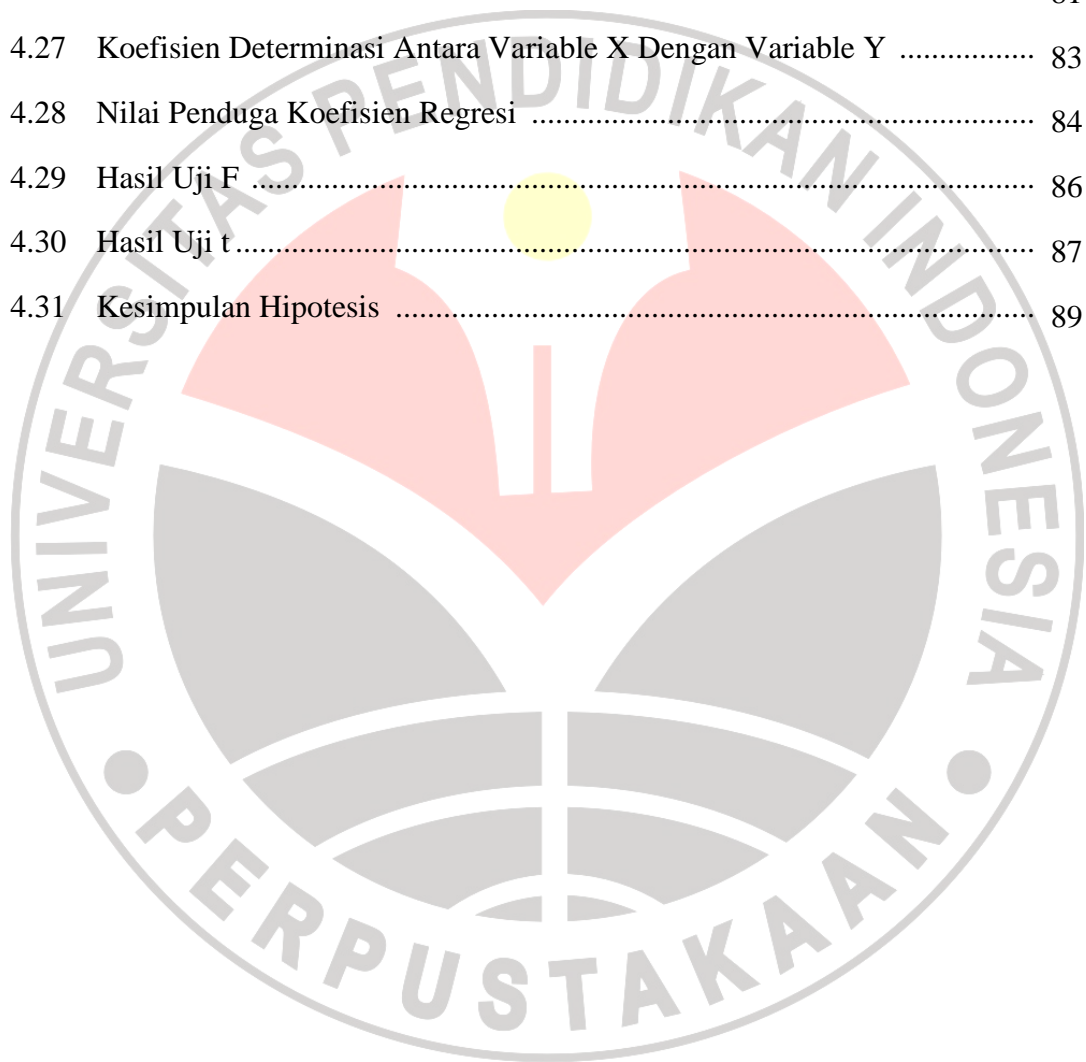 81
4.27 Koefisien Determinasi Antara Variable X Dengan Variable Y ................ 83
4.28 Nilai Penduga Koefisien Regresi ............................................................ 84
4.29 Hasil Uji F ............................................................................................... 86
4.30 Hasil Uji t ................................................................................................. 87
4.31 Kesimpulan Hipotesis ............................................................................. 89
UNIVERSITAS PENDIDIKAN INDONESIA
PERPUSTAKAAN